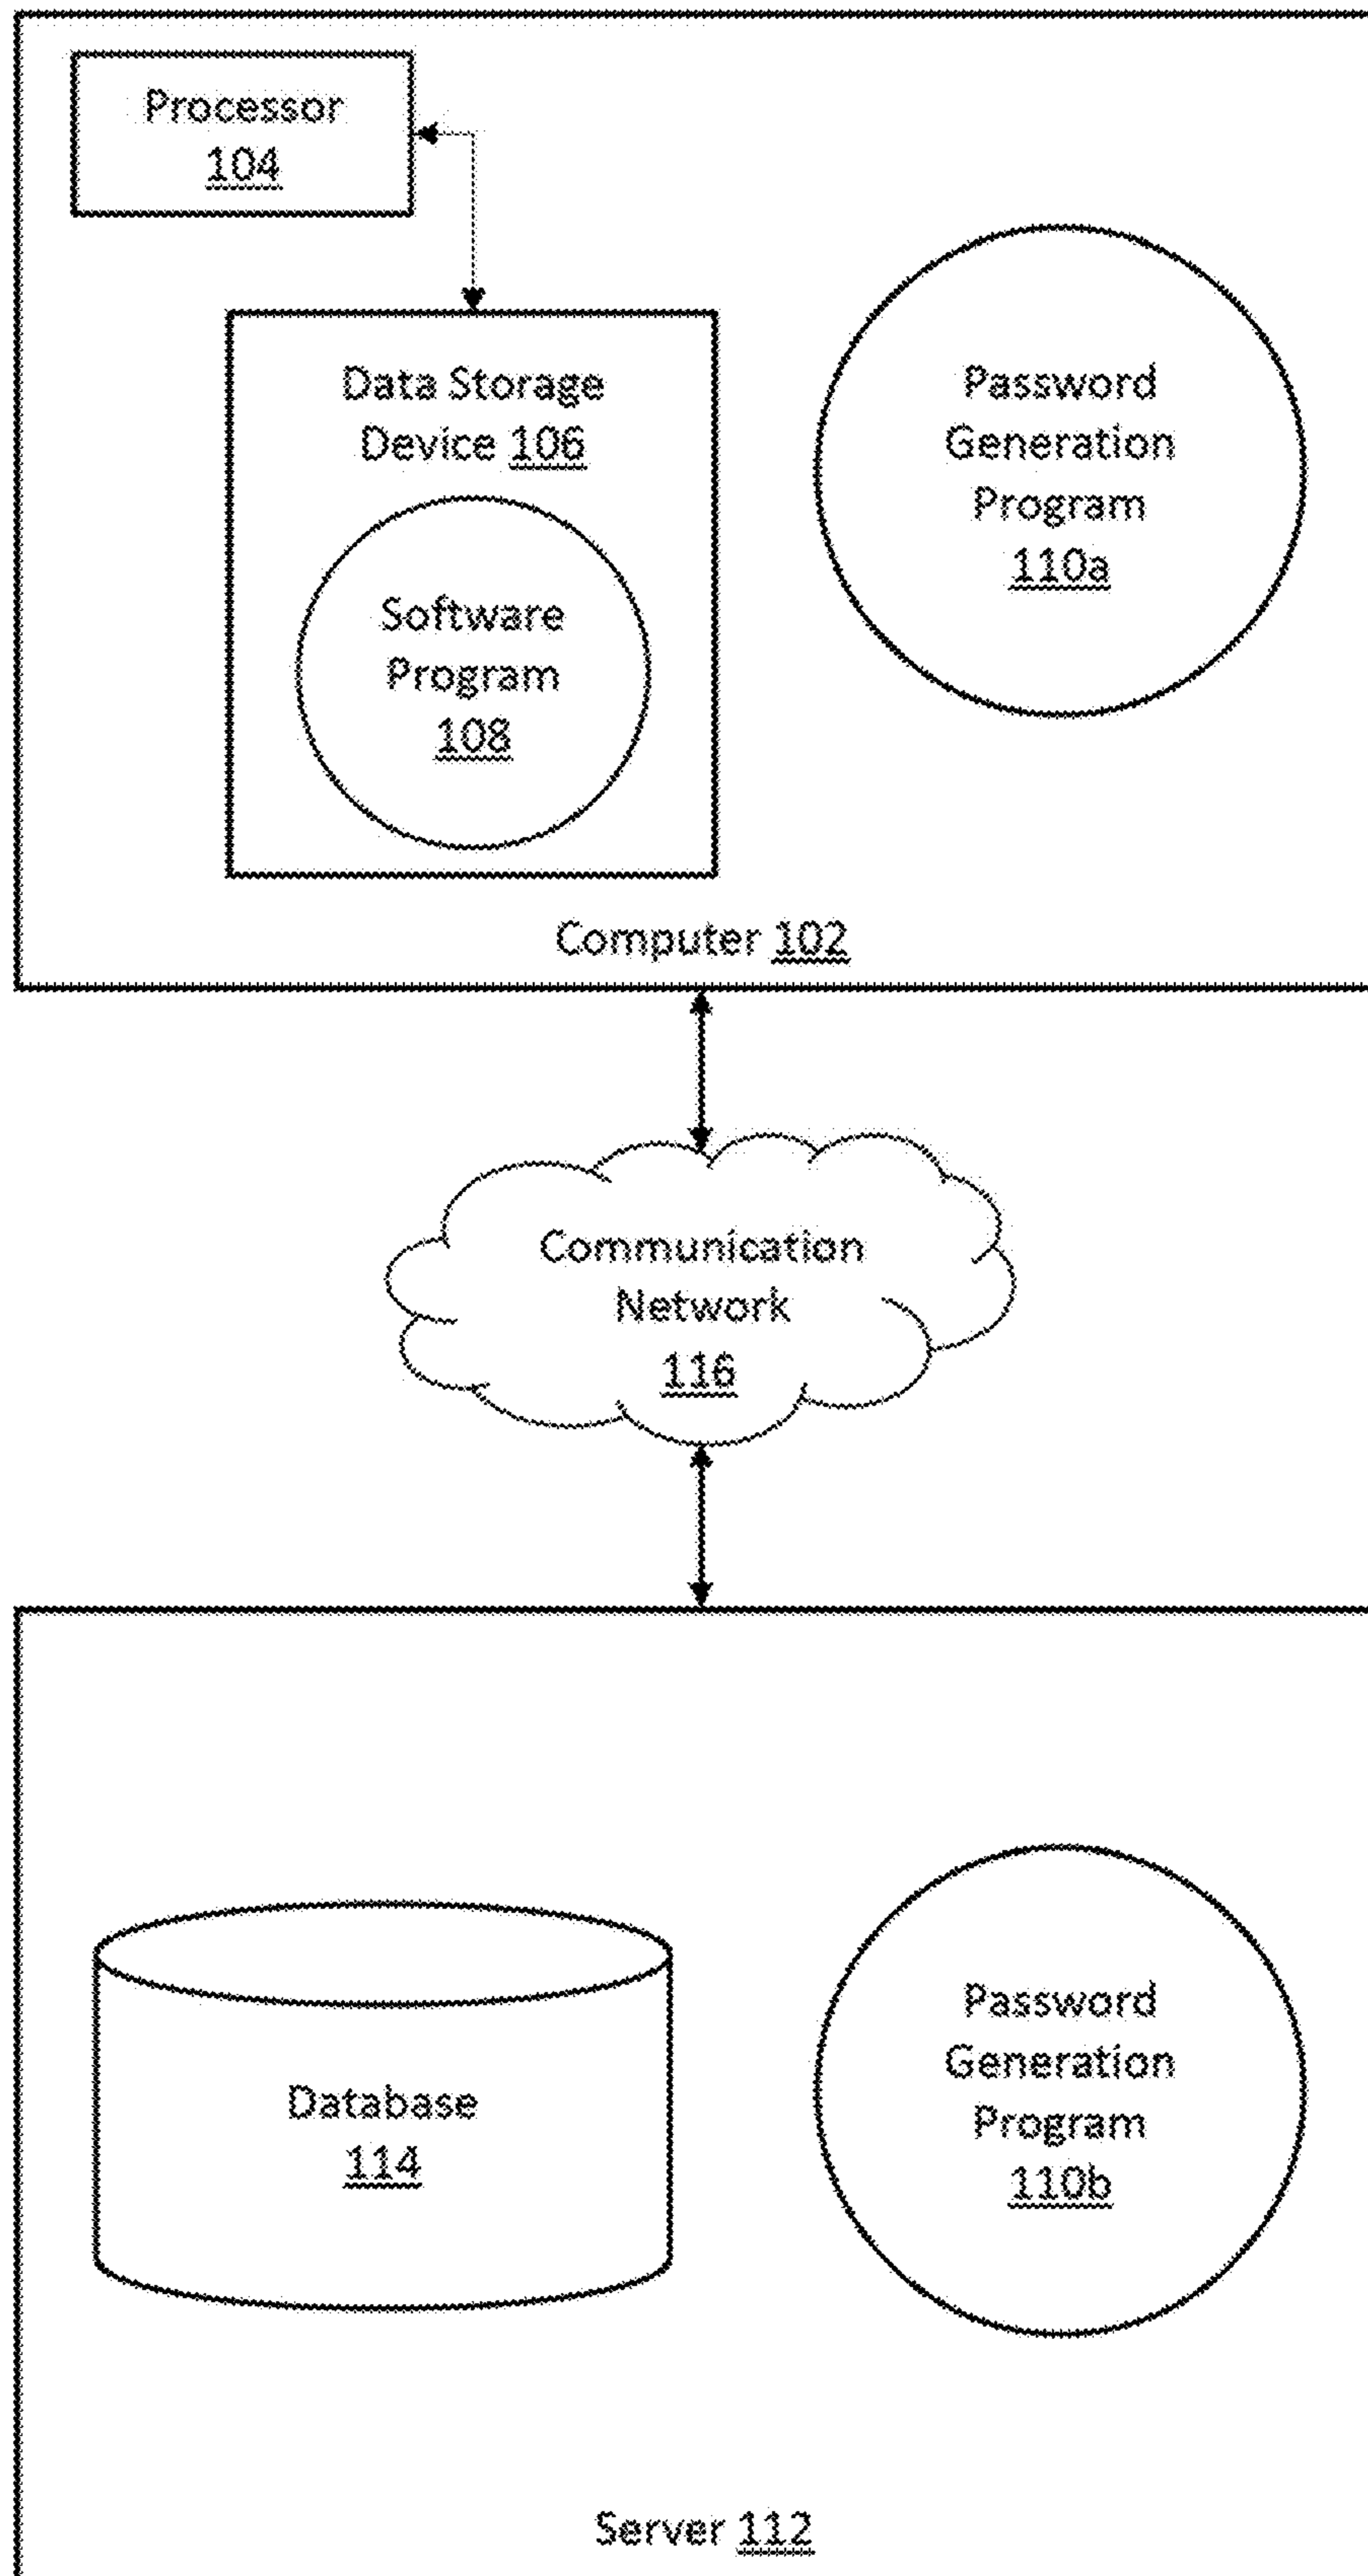 Processor
104
Data Storage
Device 106
Software
Program
108
Password
Generation
Program
110a
Computer 102
Communication
Network
116
Database
114
Password
Generation
Program
110b
Server 112